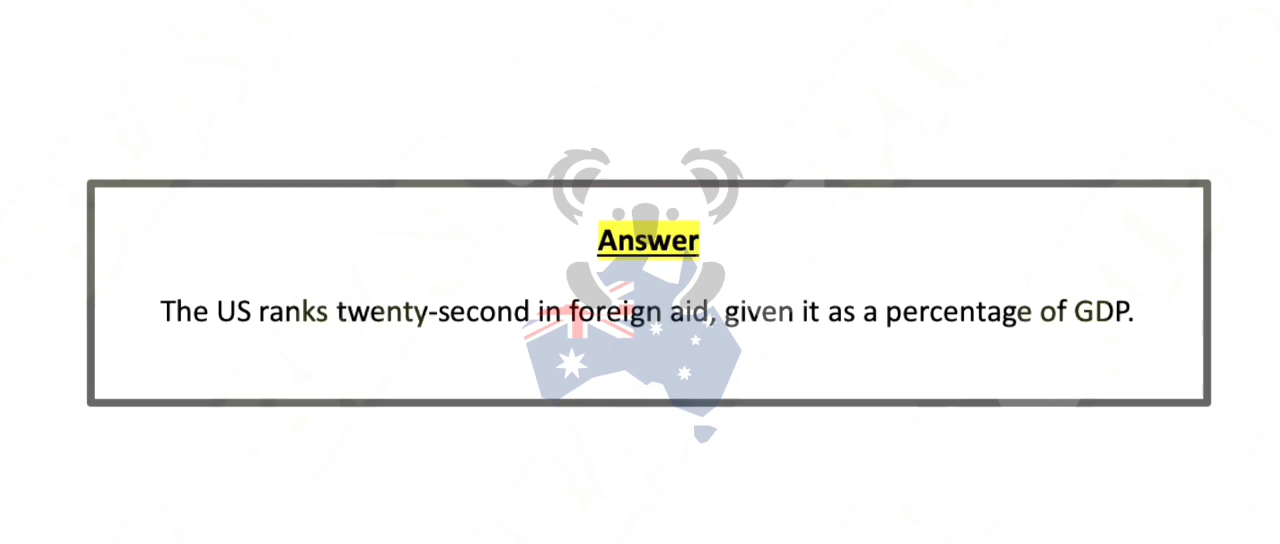 Answer
The US ranks twenty-second in foreign aid, given it as a percentage of GDP.